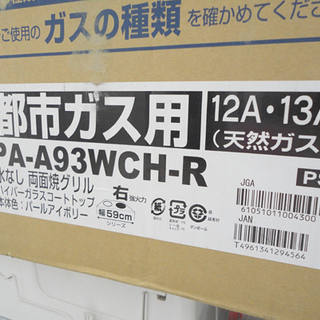 ご使用の ガスの種類 を確かめてくださ
都市ガス用
12A・13A
(天然ガス
PA-A93WCH-R
水なし 両面焼グリル
ハイパーガラスコートトップ
本体色：パールアイボリー
右 強火力
幅59cm
シリーズ
PS
JGA
61051011004300
JAN
T4961341294564